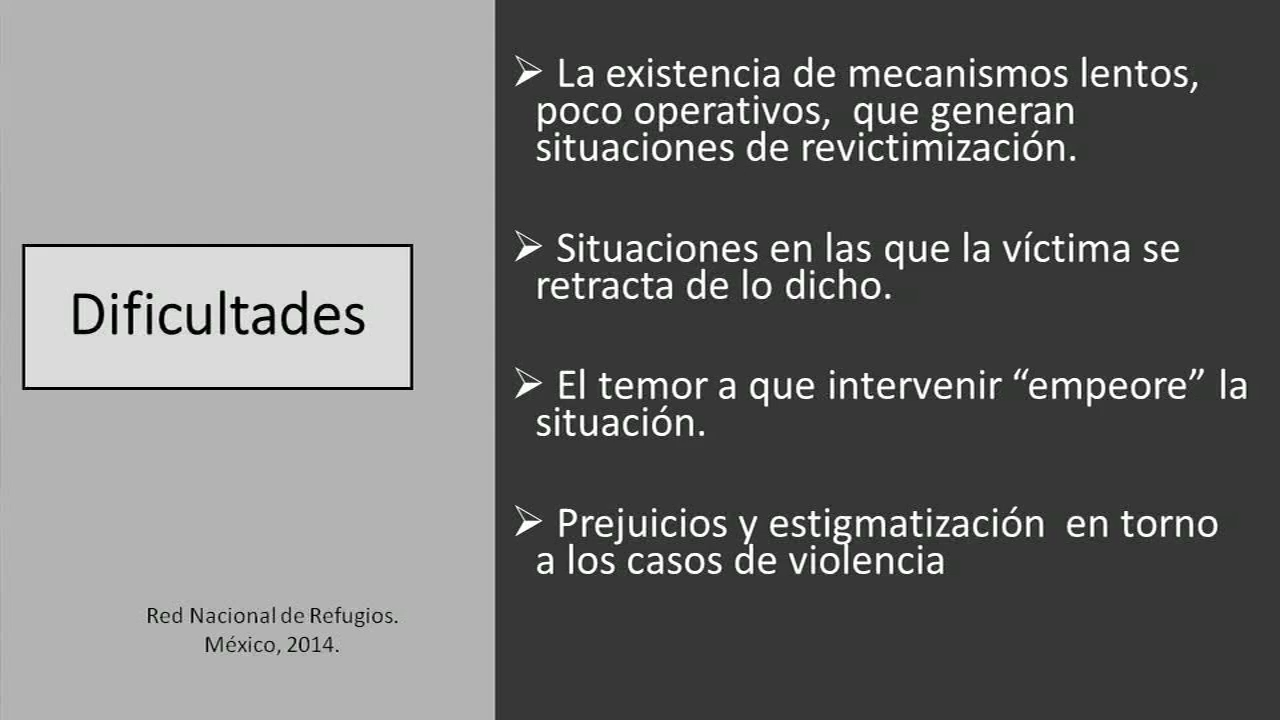 Dificultades
Red Nacional de Refugios.
México, 2014.
➢ La existencia de mecanismos lentos,
poco operativos,  que generan
situaciones de revictimización.
➢ Situaciones en las que la víctima se
retracta de lo dicho.
➢ El temor a que intervenir “empeore” la
situación.
➢ Prejuicios y estigmatización  en torno
a los casos de violencia